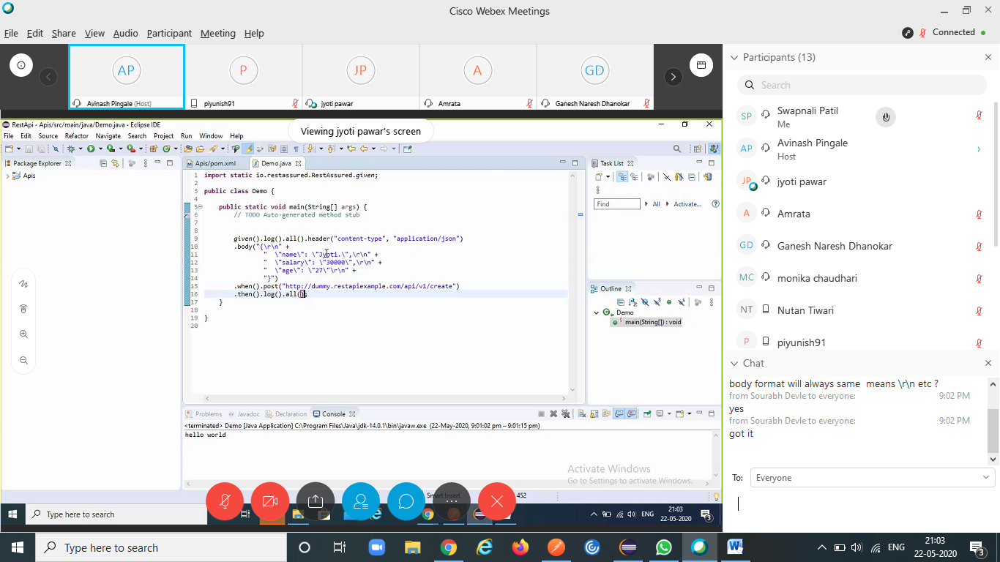 Cisco Webex Meetings
File Edit Share View Audio Participant Meeting Help
Connected
AP
P
JP
A
GD
Avinash Pingale (Host)
piyunish91
jyoti pawar
Amrata
Ganesh Naresh Dhanokar
Viewing jyoti pawar's screen
RestApi - Apis/src/main/java/Demo.java - Eclipse IDE
File Edit Source Refactor Navigate Search Project Run Window Help
Package Explorer
Apis
Apis/pom.xml
Demo.java
1 import static io.restassured.RestAssured.given;
2
3 public class Demo {
4
5 public static void main(String[] args) {
6 // TODO Auto-generated method stub
7
8
9 given().log().all().header("content-type", "application/json")
10 .body("{\r\n" +
11 "  \"name\": \"Jyoti.\",\r\n" +
12 "  \"salary\": \"30000\",\r\n" +
13 "  \"age\": \"27\"\r\n" +
14 "}")
15 .when().post("http://dummy.restapiexample.com/api/v1/create")
16 .then().log().all();
17 }
18
19 }
20
Task List
Find
All
Activate...
Outline
Demo
main(String[]) : void
Problems
Javadoc
Declaration
Console
<terminated> Demo [Java Application] C:\Program Files\Java\jdk-14.0.1\bin\javaw.exe (22-May-2020, 9:01:02 pm – 9:01:15 pm)
hello world
Activate Windows
Go to Settings to activate Windows.
Smart Insert
452
Type here to search
ENG
21:03
22-05-2020
3
Participants (13)
Search
SP
Swapnali Patil
Me
AP
Avinash Pingale
Host
JP
jyoti pawar
A
Amrata
GD
Ganesh Naresh Dhanokar
MC
monika chaudhari
NT
Nutan Tiwari
P
piyunish91
Chat
body format will always same means \r\n etc ?
from Sourabh Devle to everyone: 9:02 PM
yes
from Sourabh Devle to everyone: 9:02 PM
got it
To: Everyone
Type here to search
ENG
21:03
22-05-2020
3